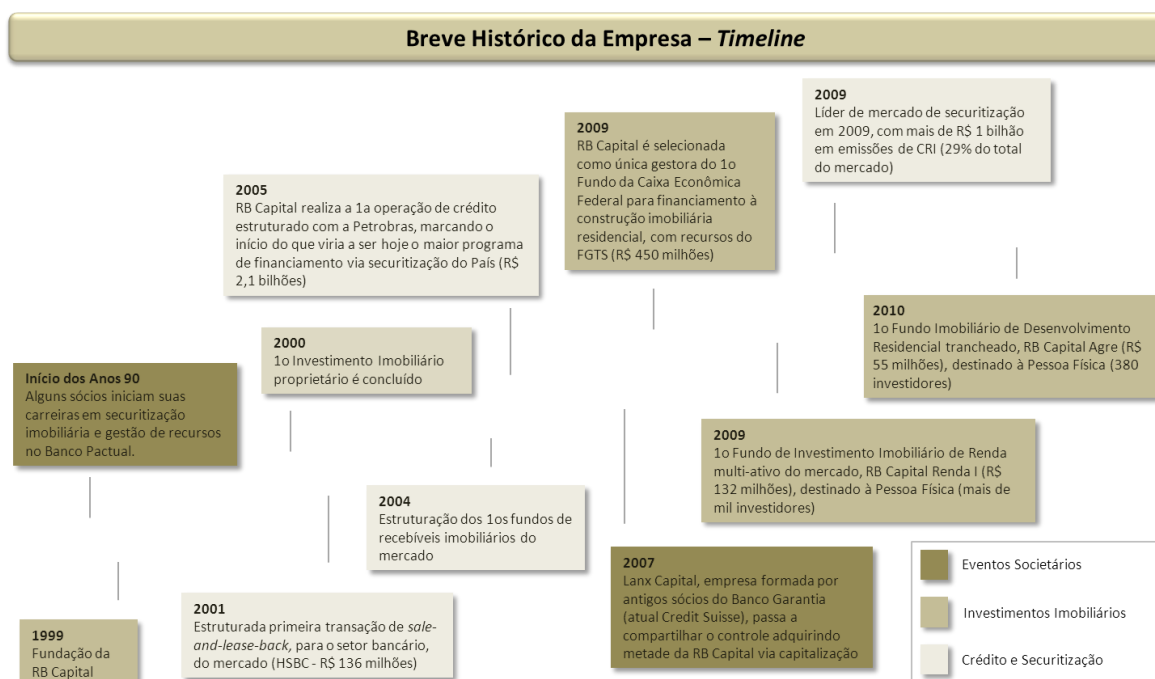 Breve Histórico da Empresa – Timeline
2009
Líder de mercado de securitização
em 2009, com mais de R$ 1 bilhão
em emissões de CRI (29% do total
do mercado)
2009
RB Capital é selecionada
como única gestora do 1o
Fundo da Caixa Econômica
Federal para financiamento à
construção imobiliária
residencial, com recursos do
FGTS (R$ 450 milhões)
2005
RB Capital realiza a 1a operação de crédito
estruturado com a Petrobras, marcando o
início do que viria a ser hoje o maior programa
de financiamento via securitização do País (R$
2,1 bilhões)
2010
1o Fundo Imobiliário de Desenvolvimento
Residencial trancheado, RB Capital Agre (R$
55 milhões), destinado à Pessoa Física (380
investidores)
2000
1o Investimento Imobiliário
proprietário é concluído
Início dos Anos 90
Alguns sócios iniciam suas
carreiras em securitização
imobiliária e gestão de recursos
no Banco Pactual.
2009
1o Fundo de Investimento Imobiliário de Renda
multi-ativo do mercado, RB Capital Renda I (R$
132 milhões), destinado à Pessoa Física (mais de
mil investidores)
2004
Estruturação dos 1os fundos de
recebíveis imobiliários do
mercado
2007
Lanx Capital, empresa formada por
antigos sócios do Banco Garantia
(atual Credit Suisse), passa a
compartilhar o controle adquirindo
metade da RB Capital via capitalização
2001
Estruturada primeira transação de sale-
and-lease-back, para o setor bancário,
do mercado (HSBC - R$ 136 milhões)
1999
Fundação da
RB Capital
Eventos Societários
Investimentos Imobiliários
Crédito e Securitização